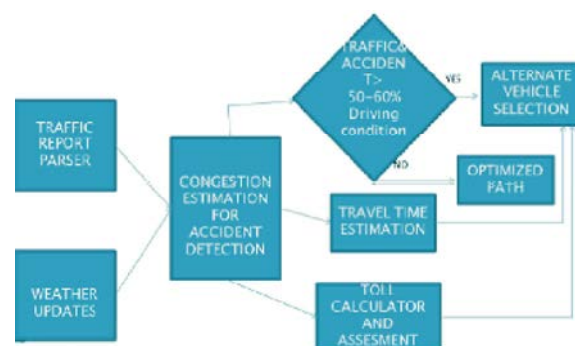 TRAFFIC
REPORT
PARSER
WEATHER
UPDATES
CONGESTION
ESTIMATION
FOR
ACCIDENT
DETECTION
TRAFFIC&
ACCIDEN
T>
50-60%
Driving
condition
YES
NO
ALTERNATE
VEHICLE
SELECTION
OPTIMIZED
PATH
TRAVEL TIME
ESTIMATION
TOLL
CALCULATOR
AND
ASSESMENT